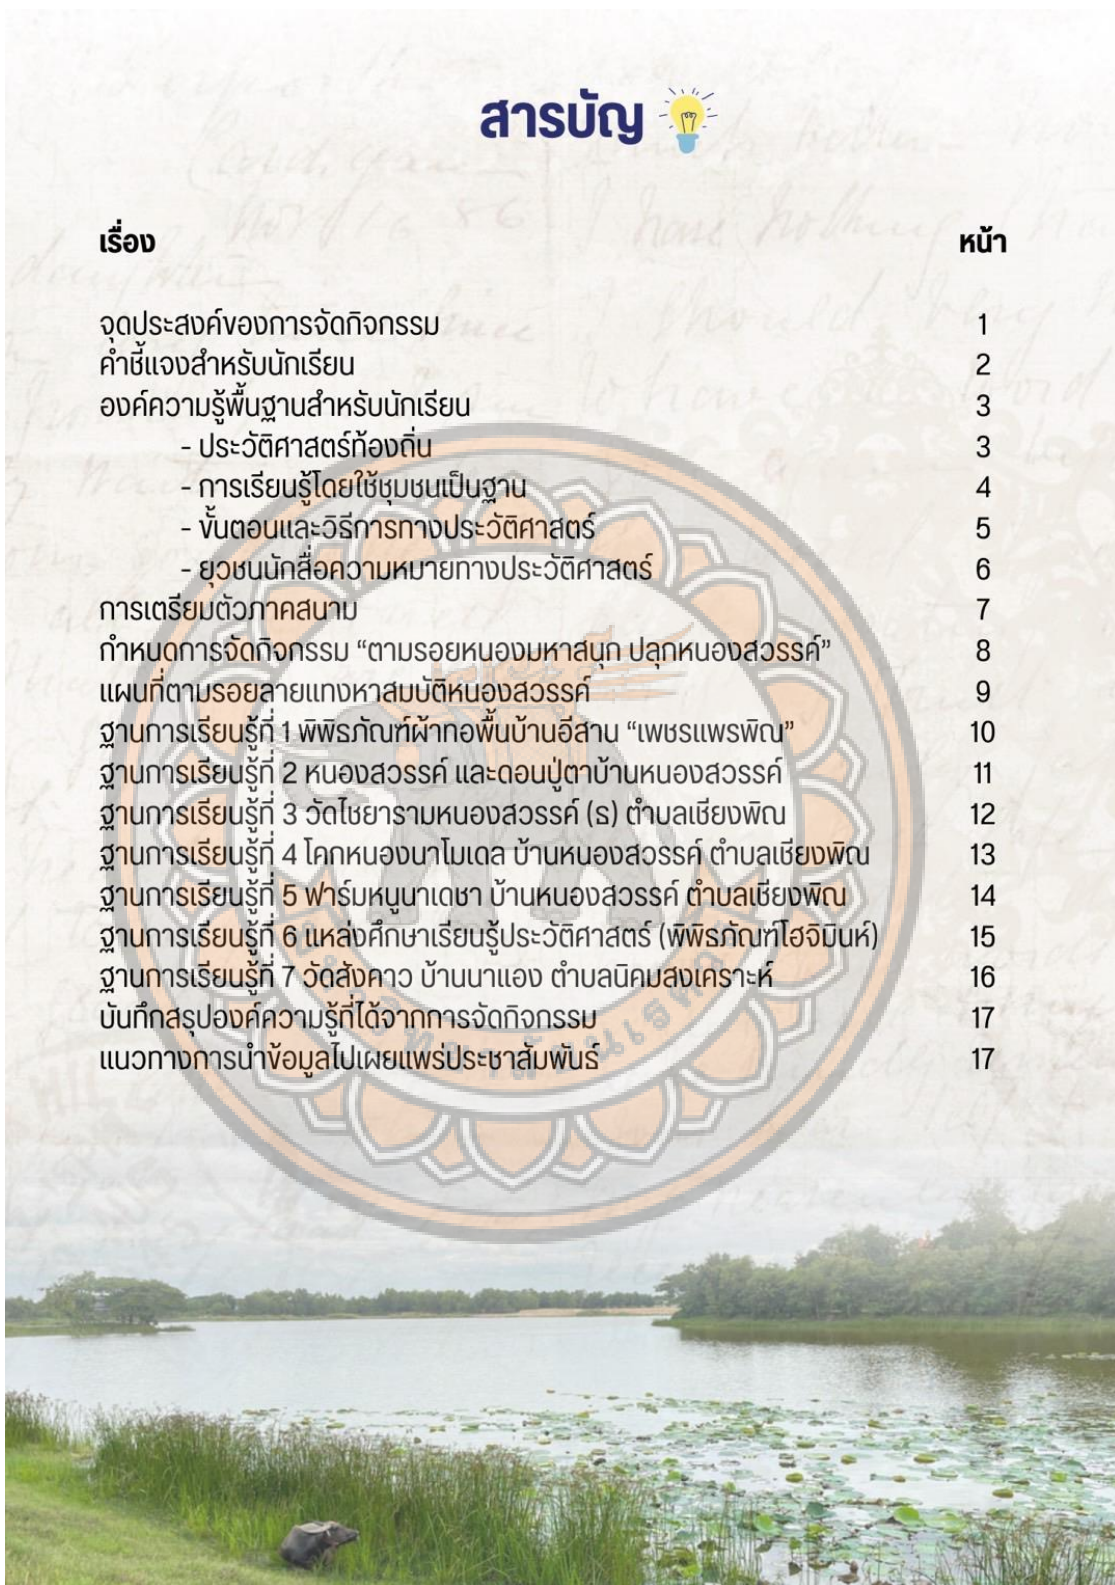 สารบัญ
เรื่อง หน้า
จุดประสงค์ของการจัดกิจกรรม 1
คำชี้แจงสำหรับนักเรียน 2
องค์ความรู้พื้นฐานสำหรับนักเรียน 3
- ประวัติศาสตร์ท้องถิ่น 3
- การเรียนรู้โดยใช้ชุมชนเป็นฐาน 4
- ขั้นตอนและวิธีการทางประวัติศาสตร์ 5
- ยุวชนนักสื่อความหมายทางประวัติศาสตร์ 6
การเตรียมตัวภาคสนาม 7
กำหนดการจัดกิจกรรม “ตามรอยหนองมหาสนุก ปลุกหนองสวรรค์” 8
แผนที่ตามรอยลายแทงหาสมบัติหนองสวรรค์ 9
ฐานการเรียนรู้ที่ 1 พิพิธภัณฑ์ผ้าทอพื้นบ้านอีสาน “เพชรแพรพิณ” 10
ฐานการเรียนรู้ที่ 2 หนองสวรรค์ และดอนปู่ตาบ้านหนองสวรรค์ 11
ฐานการเรียนรู้ที่ 3 วัดไชยารามหนองสวรรค์ (ธ) ตำบลเชียงพิณ 12
ฐานการเรียนรู้ที่ 4 โคกหนองนาโมเดล บ้านหนองสวรรค์ ตำบลเชียงพิณ 13
ฐานการเรียนรู้ที่ 5 ฟาร์มหนูนาเดชา บ้านหนองสวรรค์ ตำบลเชียงพิณ 14
ฐานการเรียนรู้ที่ 6 แหล่งศึกษาเรียนรู้ประวัติศาสตร์ (พิพิธภัณฑ์โฮจิมินห์) 15
ฐานการเรียนรู้ที่ 7 วัดสังคาว บ้านนาแอง ตำบลนิคมสงเคราะห์ 16
บันทึกสรุปองค์ความรู้ที่ได้จากการจัดกิจกรรม 17
แนวทางการนำข้อมูลไปเผยแพร่ประชาสัมพันธ์ 17
มหาวิทยาลัยนเรศวร